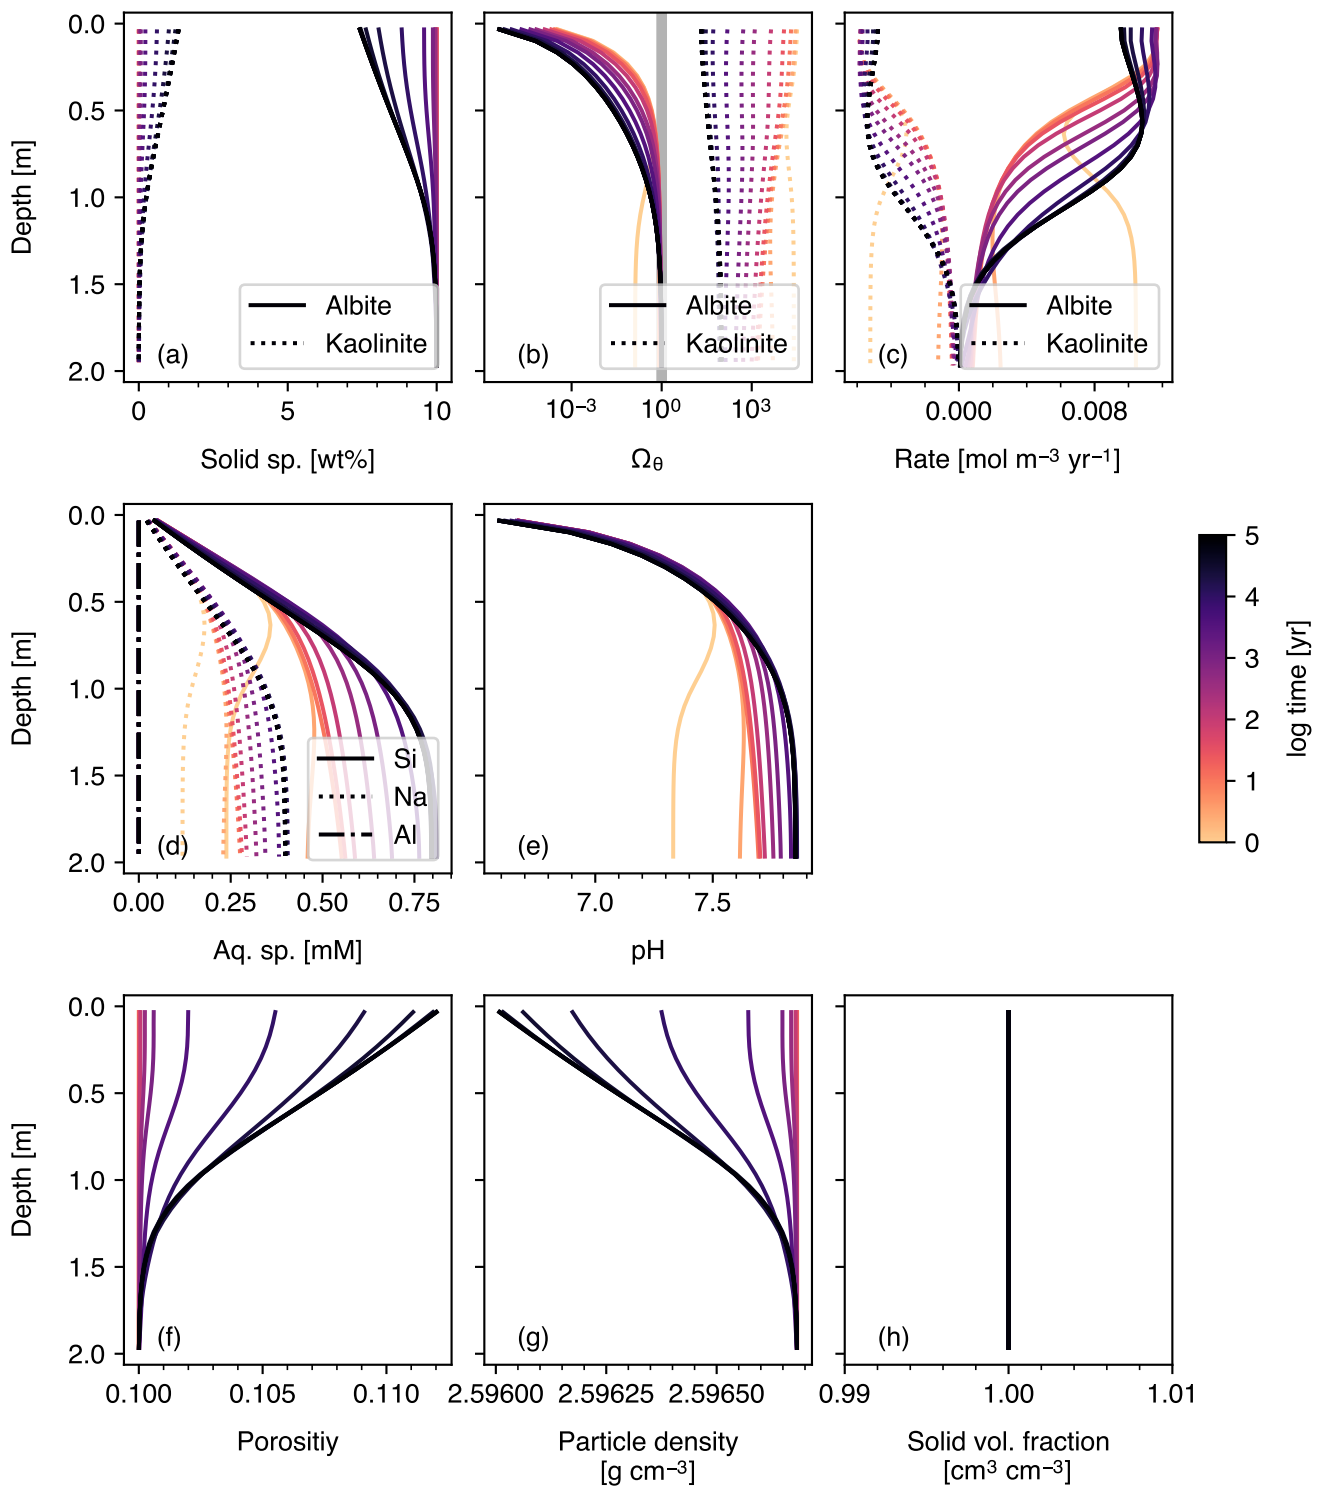 0.0
0.5
1.0
1.5
2.0
Depth [m]
Albite
Kaolinite
(a)
0
5
10
Solid sp. [wt%]
Albite
Kaolinite
(b)
10⁻³
10⁰
10³
Ωθ
Albite
Kaolinite
(c)
0.000
0.008
Rate [mol m⁻³ yr⁻¹]
0.0
0.5
1.0
1.5
2.0
Depth [m]
Si
Na
Al
(d)
0.00
0.25
0.50
0.75
Aq. sp. [mM]
(e)
7.0
7.5
pH
5
4
3
2
1
0
log time [yr]
0.0
0.5
1.0
1.5
2.0
Depth [m]
(f)
0.100
0.105
0.110
Porositiy
(g)
2.59600
2.59625
2.59650
Particle density
[g cm⁻³]
(h)
0.99
1.00
1.01
Solid vol. fraction
[cm³ cm⁻³]